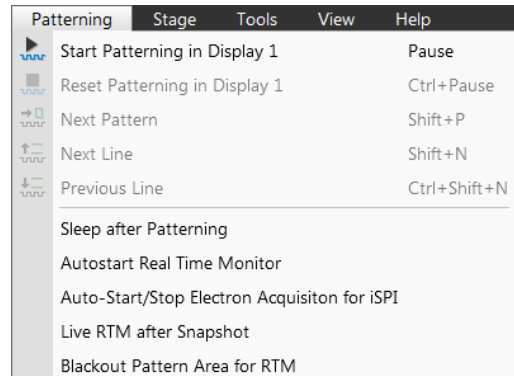 Patterning Stage Tools View Help
Start Patterning in Display 1 Pause
Reset Patterning in Display 1 Ctrl+Pause
Next Pattern Shift+P
Next Line Shift+N
Previous Line Ctrl+Shift+N
Sleep after Patterning
Autostart Real Time Monitor
Auto-Start/Stop Electron Acquisiton for iSPI
Live RTM after Snapshot
Blackout Pattern Area for RTM